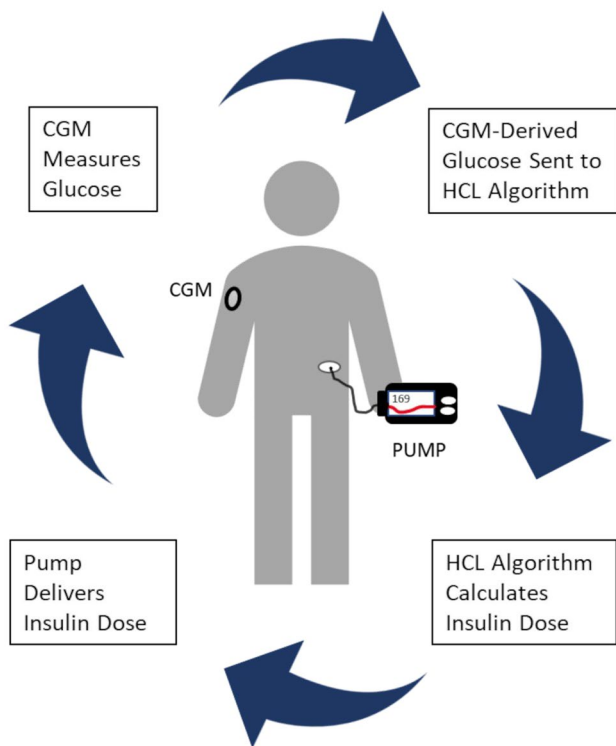 CGM
Measures
Glucose
CGM-Derived
Glucose Sent to
HCL Algorithm
CGM
169
PUMP
Pump
Delivers
Insulin Dose
HCL Algorithm
Calculates
Insulin Dose